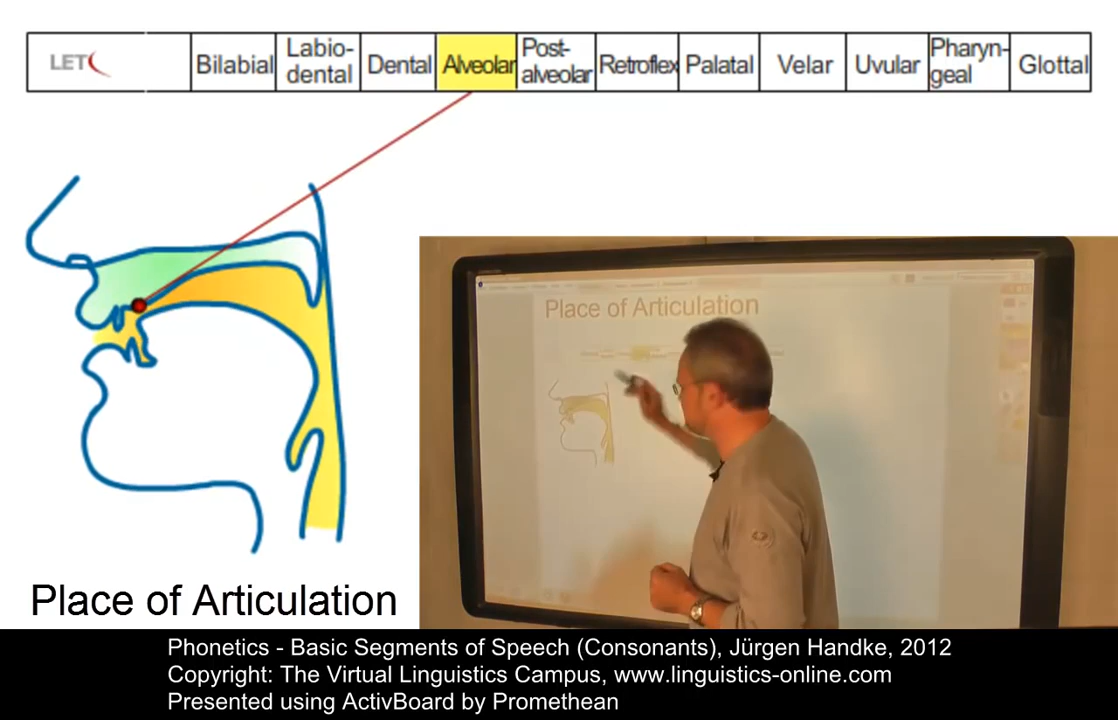 LET
Bilabial
Labio-
dental
Dental
Alveolar
Post-
alveolar
Retroflex
Palatal
Velar
Uvular
Pharyn-
geal
Glottal
Place of Articulation
Place of Articulation
Phonetics - Basic Segments of Speech (Consonants), Jürgen Handke, 2012
Copyright: The Virtual Linguistics Campus, www.linguistics-online.com
Presented using ActivBoard by Promethean